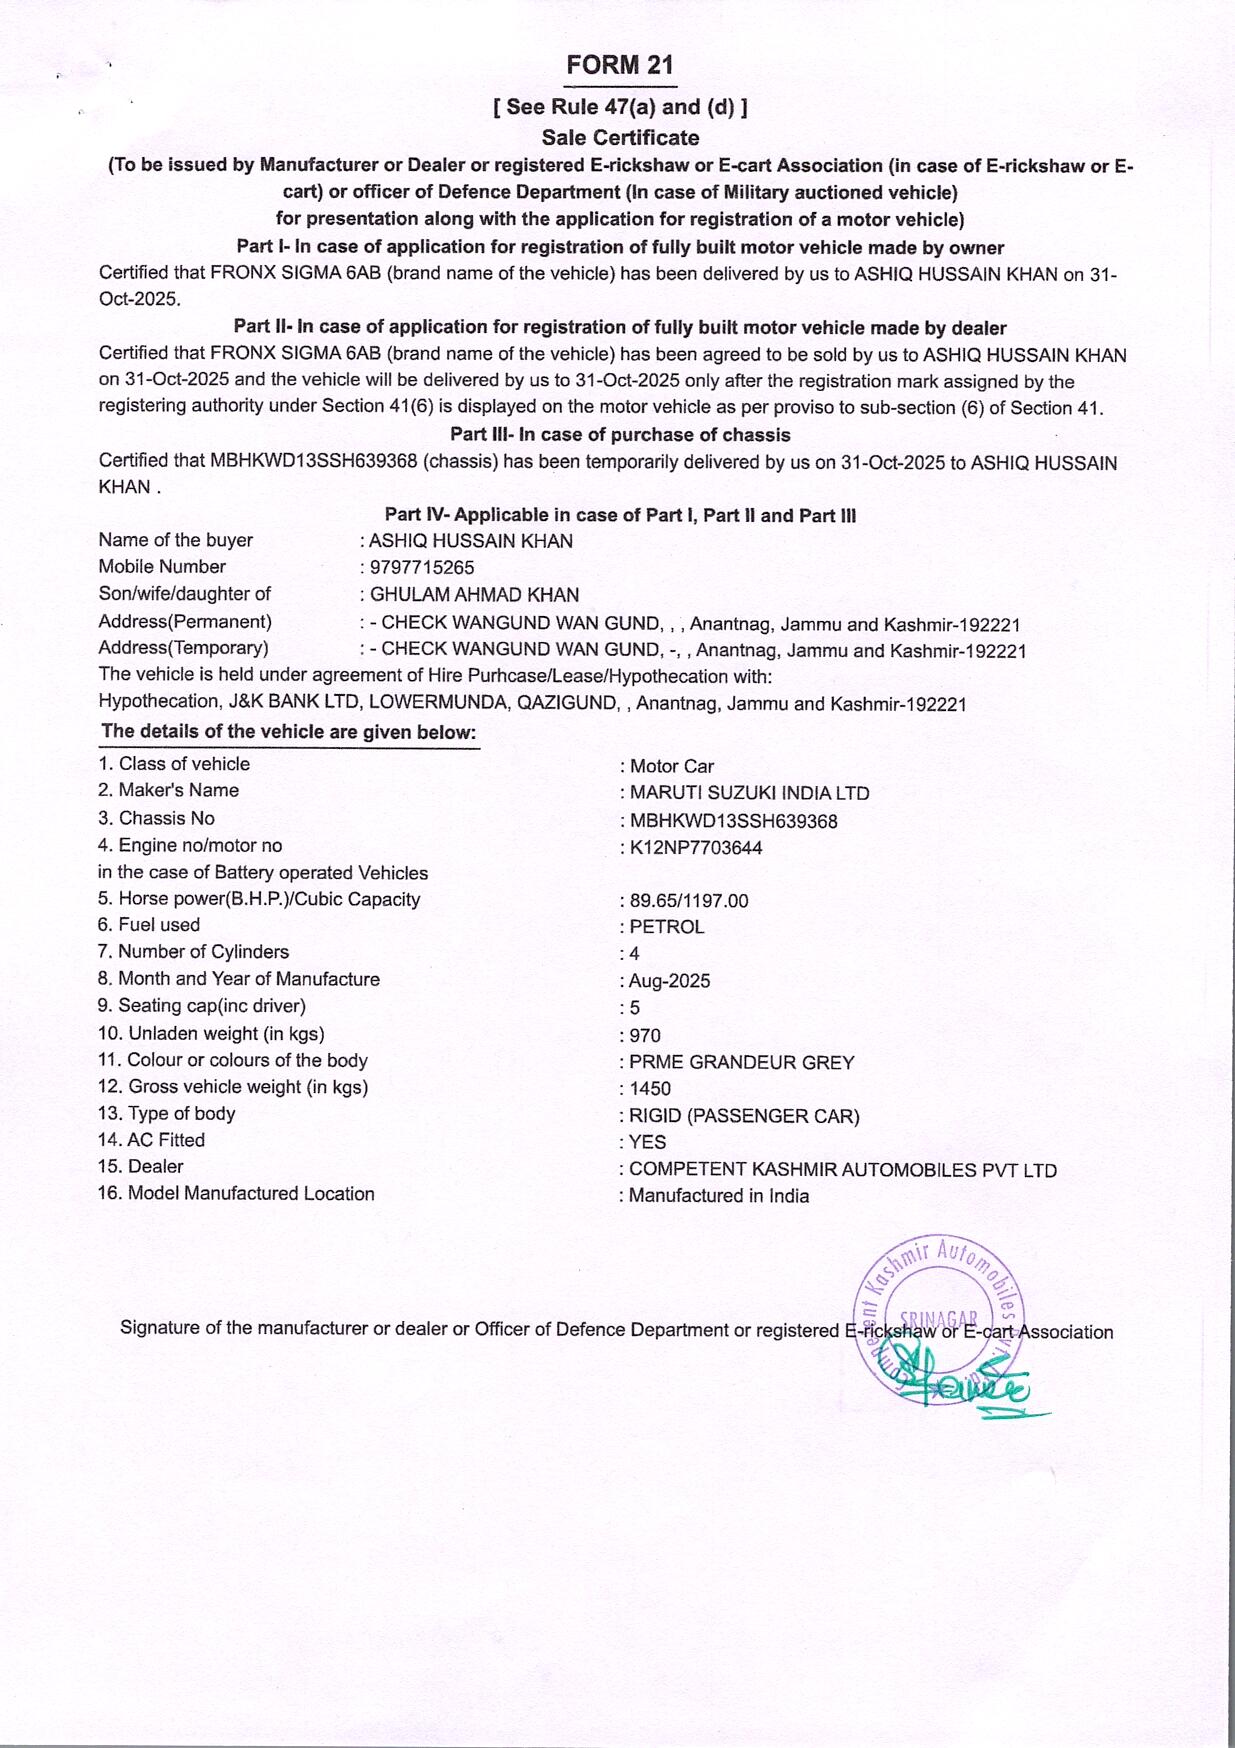 FORM 21
[ See Rule 47(a) and (d) ]
Sale Certificate
(To be issued by Manufacturer or Dealer or registered E-rickshaw or E-cart Association (in case of E-rickshaw or E-
cart) or officer of Defence Department (In case of Military auctioned vehicle)
for presentation along with the application for registration of a motor vehicle)
Part I- In case of application for registration of fully built motor vehicle made by owner
Certified that FRONX SIGMA 6AB (brand name of the vehicle) has been delivered by us to ASHIQ HUSSAIN KHAN on 31-
Oct-2025.
Part II- In case of application for registration of fully built motor vehicle made by dealer
Certified that FRONX SIGMA 6AB (brand name of the vehicle) has been agreed to be sold by us to ASHIQ HUSSAIN KHAN
on 31-Oct-2025 and the vehicle will be delivered by us to 31-Oct-2025 only after the registration mark assigned by the
registering authority under Section 41(6) is displayed on the motor vehicle as per proviso to sub-section (6) of Section 41.
Part III- In case of purchase of chassis
Certified that MBHKWD13SSH639368 (chassis) has been temporarily delivered by us on 31-Oct-2025 to ASHIQ HUSSAIN
KHAN .
Part IV- Applicable in case of Part I, Part II and Part III
Name of the buyer : ASHIQ HUSSAIN KHAN
Mobile Number : 9797715265
Son/wife/daughter of : GHULAM AHMAD KHAN
Address(Permanent) : - CHECK WANGUND WAN GUND, , , Anantnag, Jammu and Kashmir-192221
Address(Temporary) : - CHECK WANGUND WAN GUND, -, , Anantnag, Jammu and Kashmir-192221
The vehicle is held under agreement of Hire Purhcase/Lease/Hypothecation with:
Hypothecation, J&K BANK LTD, LOWERMUNDA, QAZIGUND, , Anantnag, Jammu and Kashmir-192221
The details of the vehicle are given below:
1. Class of vehicle : Motor Car
2. Maker's Name : MARUTI SUZUKI INDIA LTD
3. Chassis No : MBHKWD13SSH639368
4. Engine no/motor no : K12NP7703644
in the case of Battery operated Vehicles
5. Horse power(B.H.P.)/Cubic Capacity : 89.65/1197.00
6. Fuel used : PETROL
7. Number of Cylinders : 4
8. Month and Year of Manufacture : Aug-2025
9. Seating cap(inc driver) : 5
10. Unladen weight (in kgs) : 970
11. Colour or colours of the body : PRME GRANDEUR GREY
12. Gross vehicle weight (in kgs) : 1450
13. Type of body : RIGID (PASSENGER CAR)
14. AC Fitted : YES
15. Dealer : COMPETENT KASHMIR AUTOMOBILES PVT LTD
16. Model Manufactured Location : Manufactured in India
Competent Kashmir Automobiles Pvt. Ltd.
SRINAGAR
Signature of the manufacturer or dealer or Officer of Defence Department or registered E-rickshaw or E-cart Association